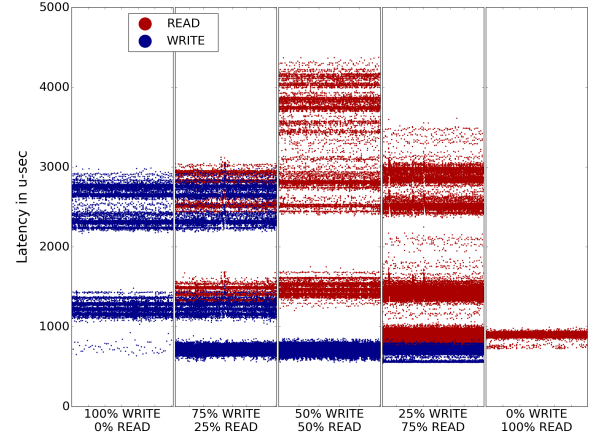 5000
4000
3000
2000
1000
0
Latency in u-sec
READ
WRITE
100% WRITE
0% READ
75% WRITE
25% READ
50% WRITE
50% READ
25% WRITE
75% READ
0% WRITE
100% READ